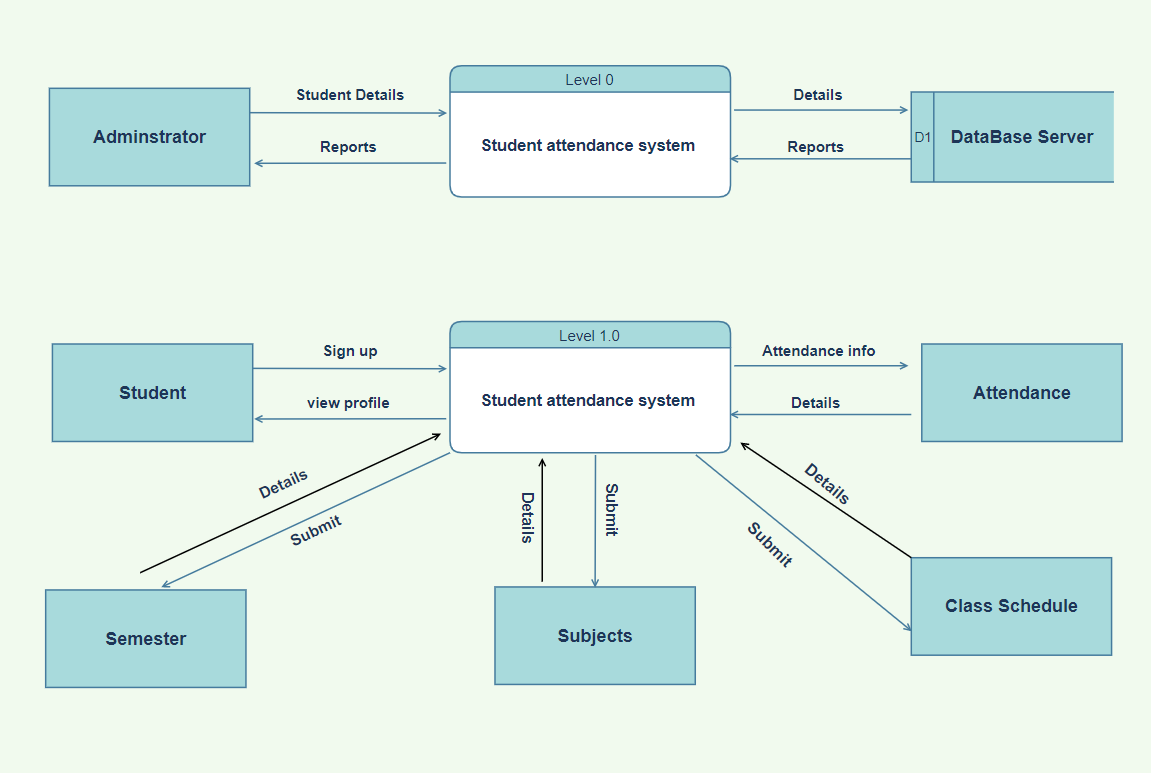 Level 0
Student Details
Details
Adminstrator
Student attendance system
D1
DataBase Server
Reports
Reports
Level 1.0
Sign up
Attendance info
Student
Student attendance system
Attendance
view profile
Details
Details
Submit
Details
Submit
Details
Submit
Semester
Subjects
Class Schedule